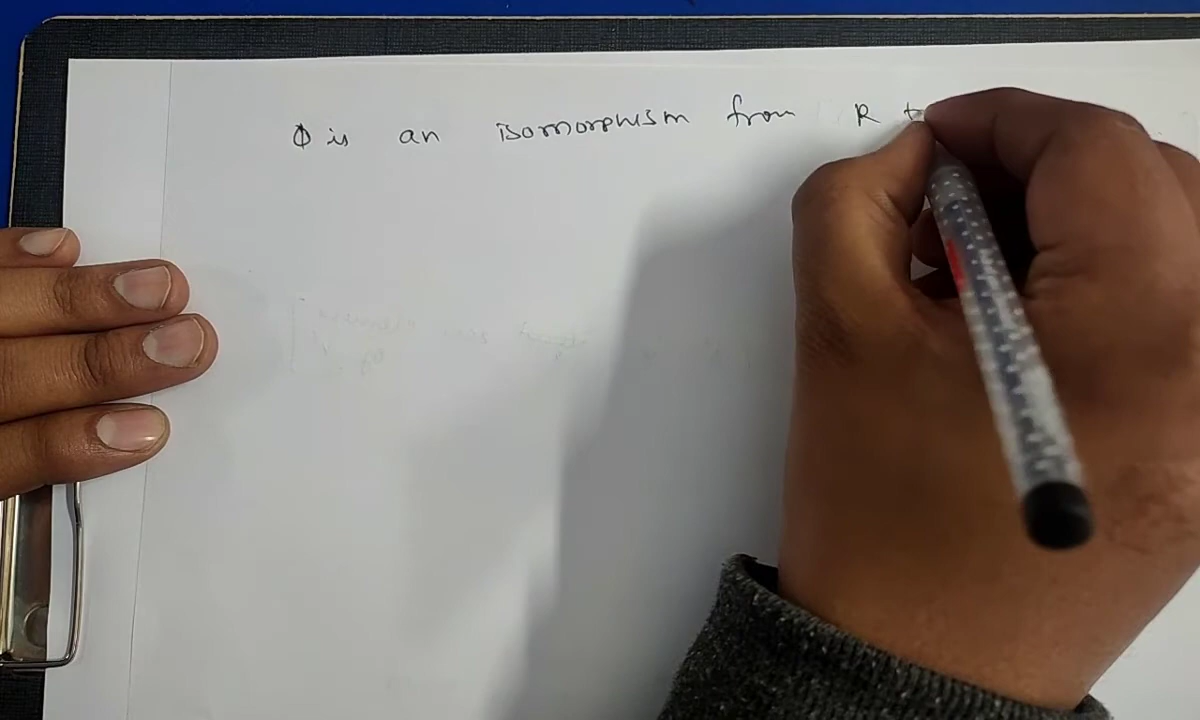 Φ is an isomorphism from R t